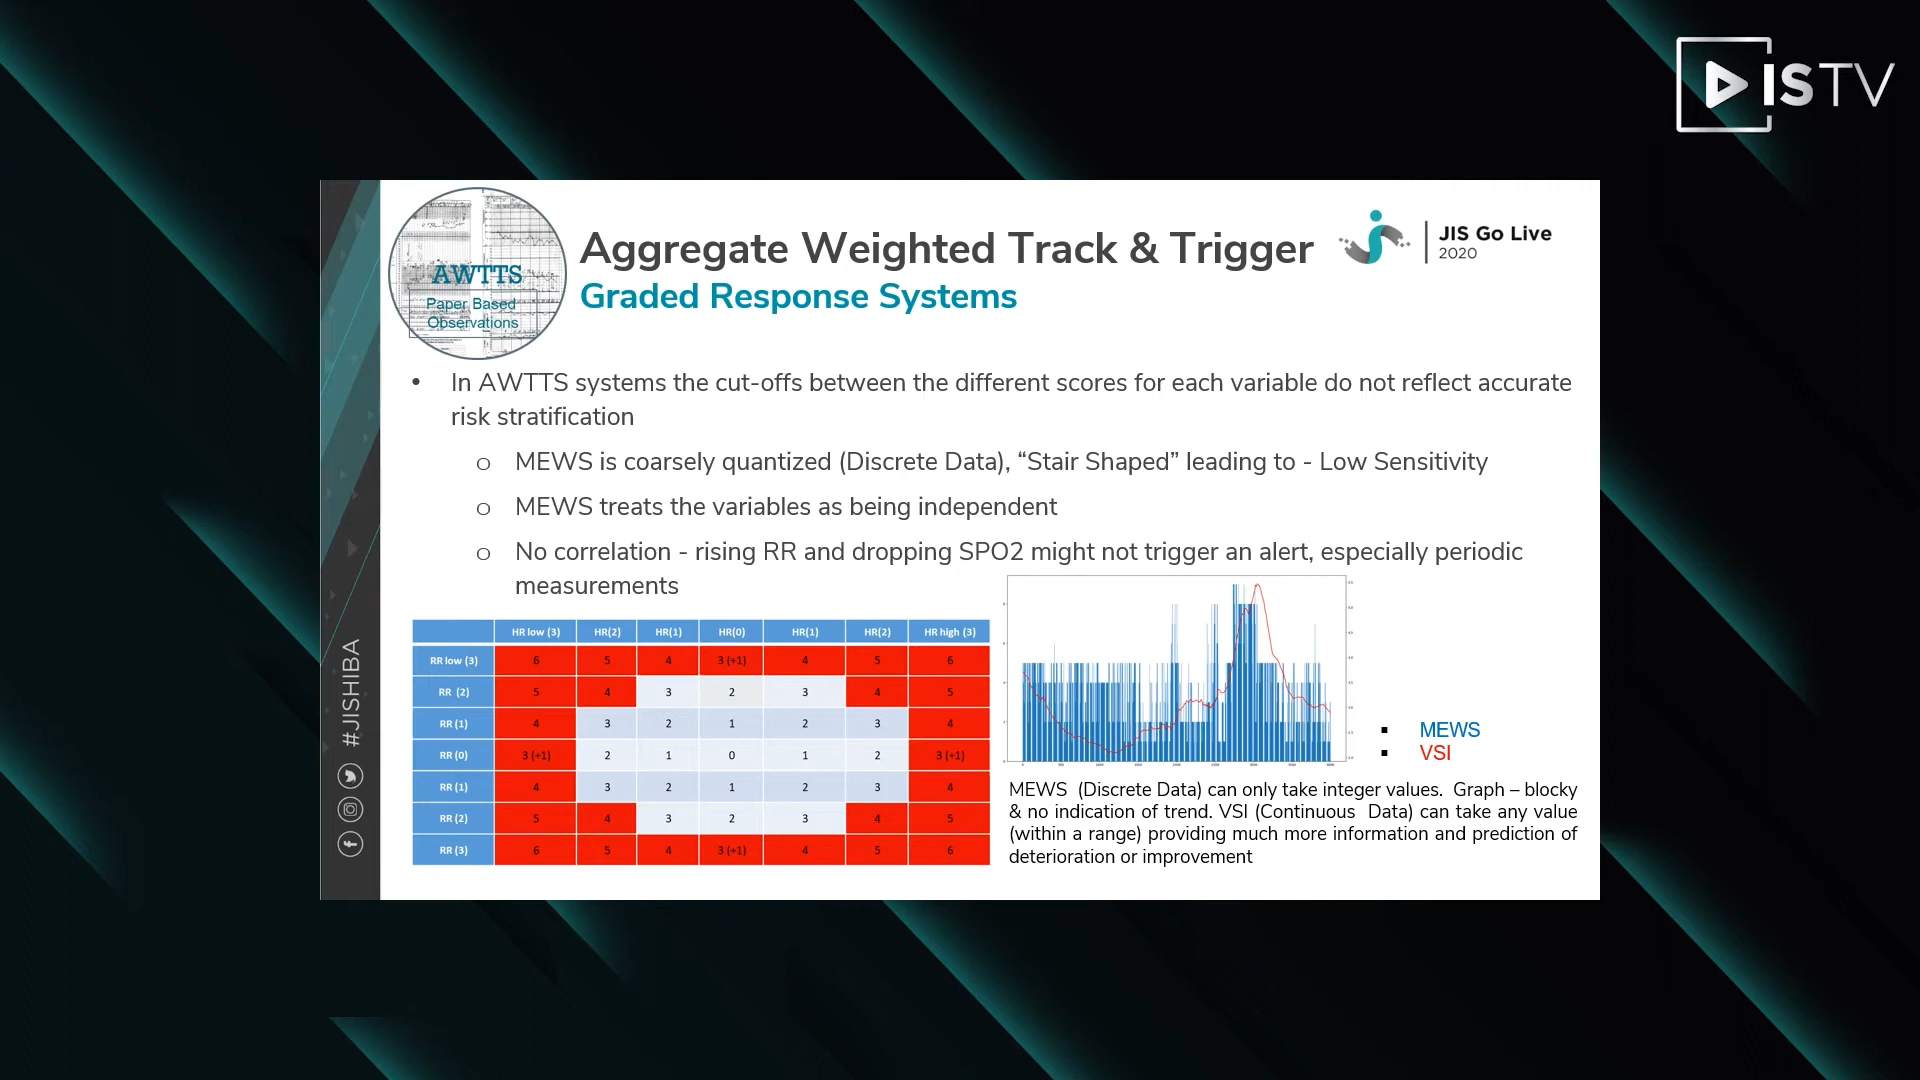 ISTV
AWTTS
Paper Based
Observations
Aggregate Weighted Track & Trigger
Graded Response Systems
JIS Go Live
2020
• In AWTTS systems the cut-offs between the different scores for each variable do not reflect accurate
risk stratification
o MEWS is coarsely quantized (Discrete Data), “Stair Shaped” leading to - Low Sensitivity
o MEWS treats the variables as being independent
o No correlation - rising RR and dropping SPO2 might not trigger an alert, especially periodic
measurements
HR low (3) HR(2) HR(1) HR(0) HR(1) HR(2) HR high (3)
RR low (3) 6 5 4 3 (+1) 4 5 6
RR (2) 5 4 3 2 3 4 5
RR (1) 4 3 2 1 2 3 4
RR (0) 3 (+1) 2 1 0 1 2 3 (+1)
RR (1) 4 3 2 1 2 3 4
RR (2) 5 4 3 2 3 4 5
RR (3) 6 5 4 3 (+1) 4 5 6
▪ MEWS
▪ VSI
MEWS (Discrete Data) can only take integer values. Graph – blocky
& no indication of trend. VSI (Continuous Data) can take any value
(within a range) providing much more information and prediction of
deterioration or improvement
#JISHIBA